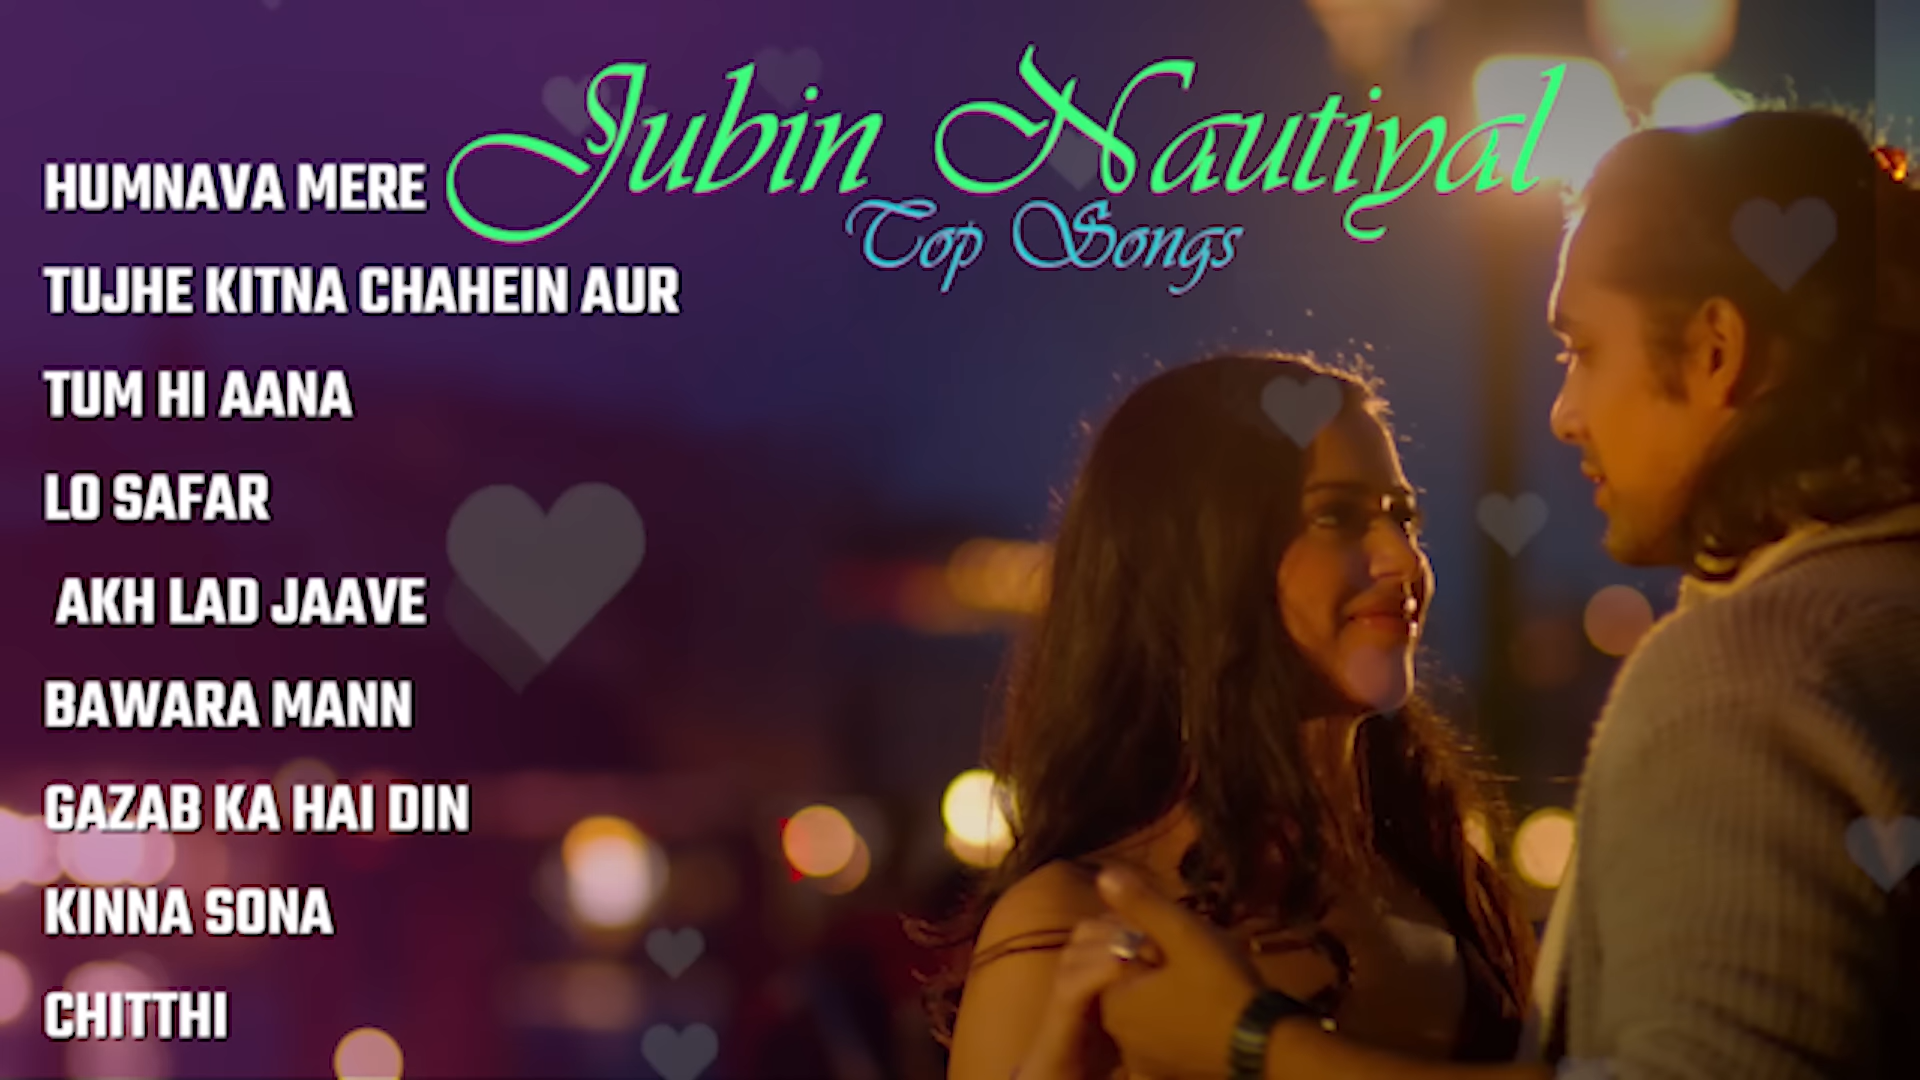 Jubin Nautiyal
Top Songs
HUMNAVA MERE
TUJHE KITNA CHAHEIN AUR
TUM HI AANA
LO SAFAR
AKH LAD JAAVE
BAWARA MANN
GAZAB KA HAI DIN
KINNA SONA
CHITTHI